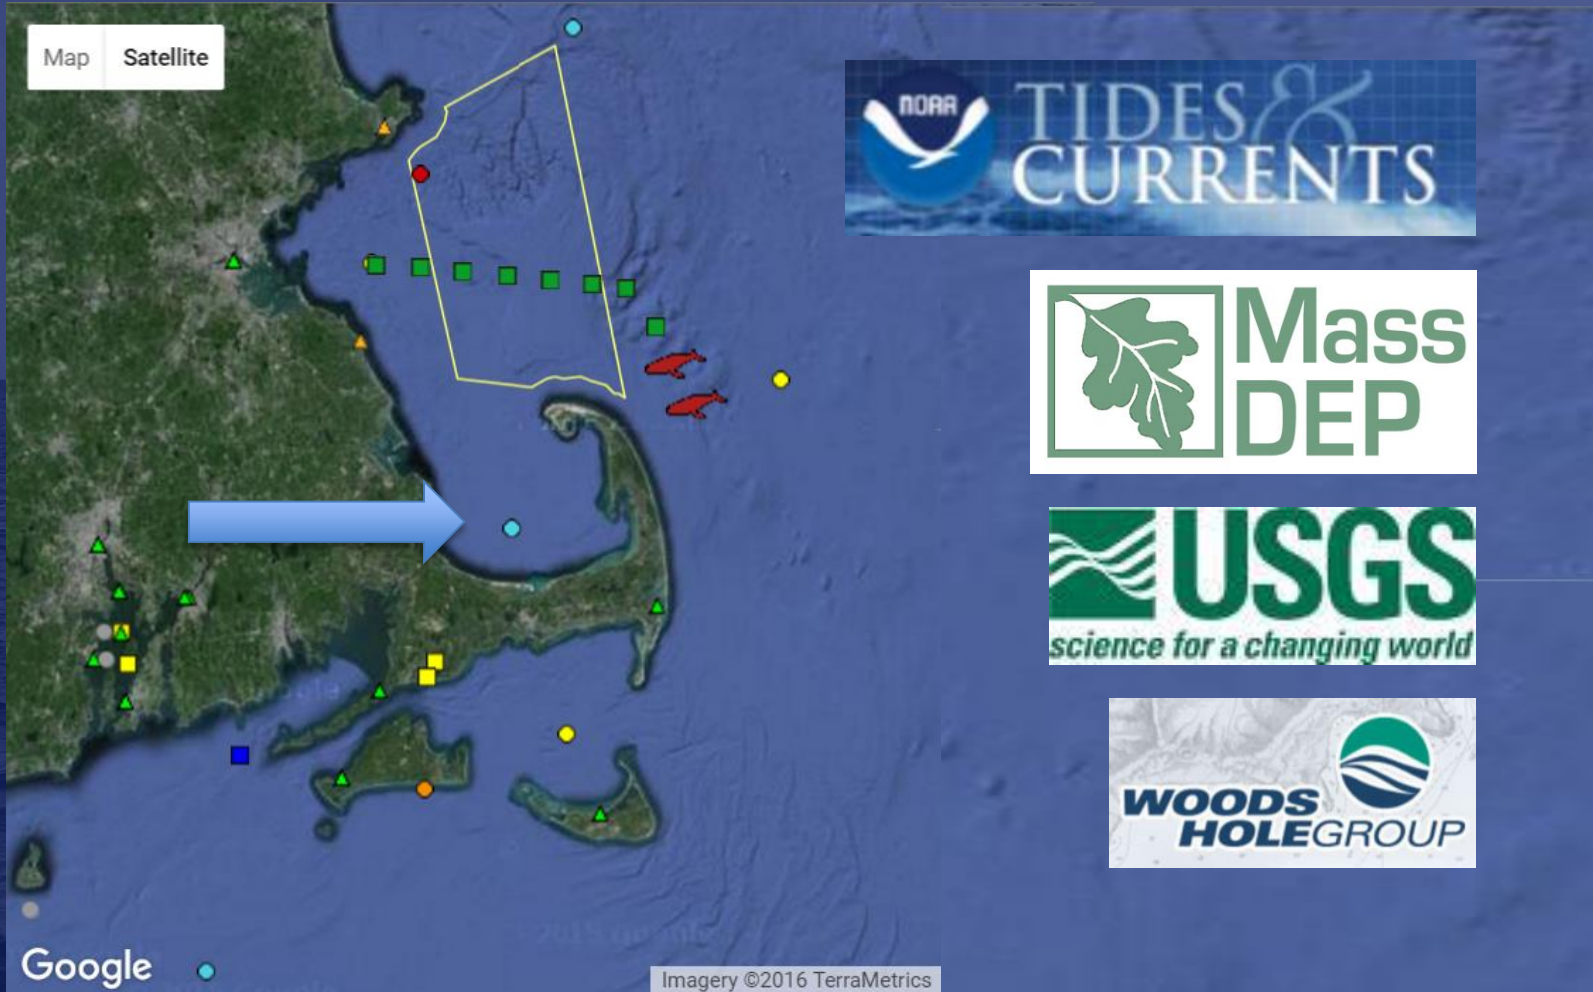 Map Satellite
NOAA
TIDES &
CURRENTS
Mass
DEP
USGS
science for a changing world
WOODS
HOLEGROUP
Google
Imagery ©2016 TerraMetrics